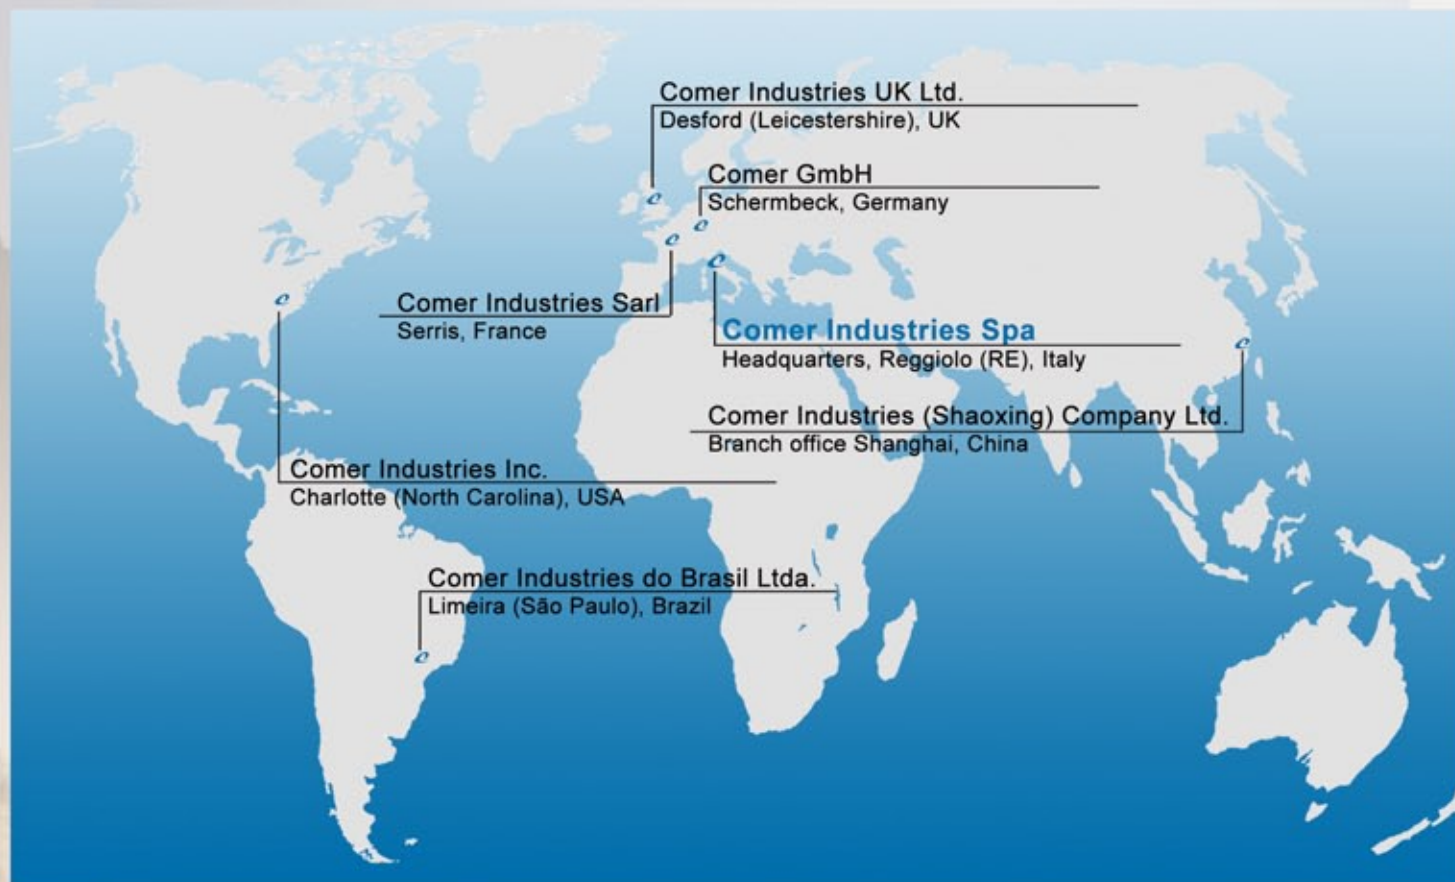 Comer Industries UK Ltd.
Desford (Leicestershire), UK
Comer GmbH
Schermbeck, Germany
Comer Industries Sarl
Serris, France
Comer Industries Spa
Headquarters, Reggiolo (RE), Italy
Comer Industries (Shaoxing) Company Ltd.
Branch office Shanghai, China
Comer Industries Inc.
Charlotte (North Carolina), USA
Comer Industries do Brasil Ltda.
Limeira (São Paulo), Brazil